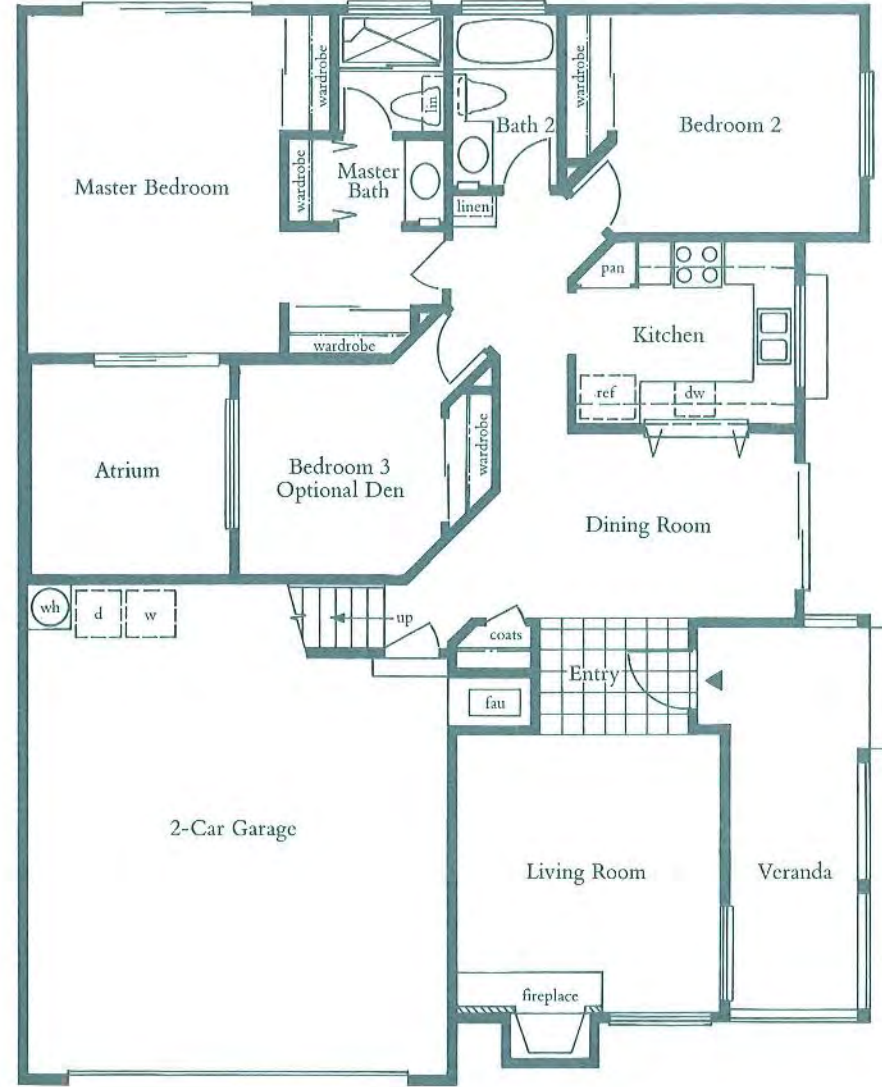 wardrobe
lin
wardrobe
Bath 2
Bedroom 2
Master Bedroom
wardrobe
Master
Bath
linen
pan
Kitchen
wardrobe
ref
dw
Atrium
Bedroom 3
Optional Den
wardrobe
Dining Room
wh
d
w
up
coats
Entry
fau
2-Car Garage
Living Room
Veranda
fireplace